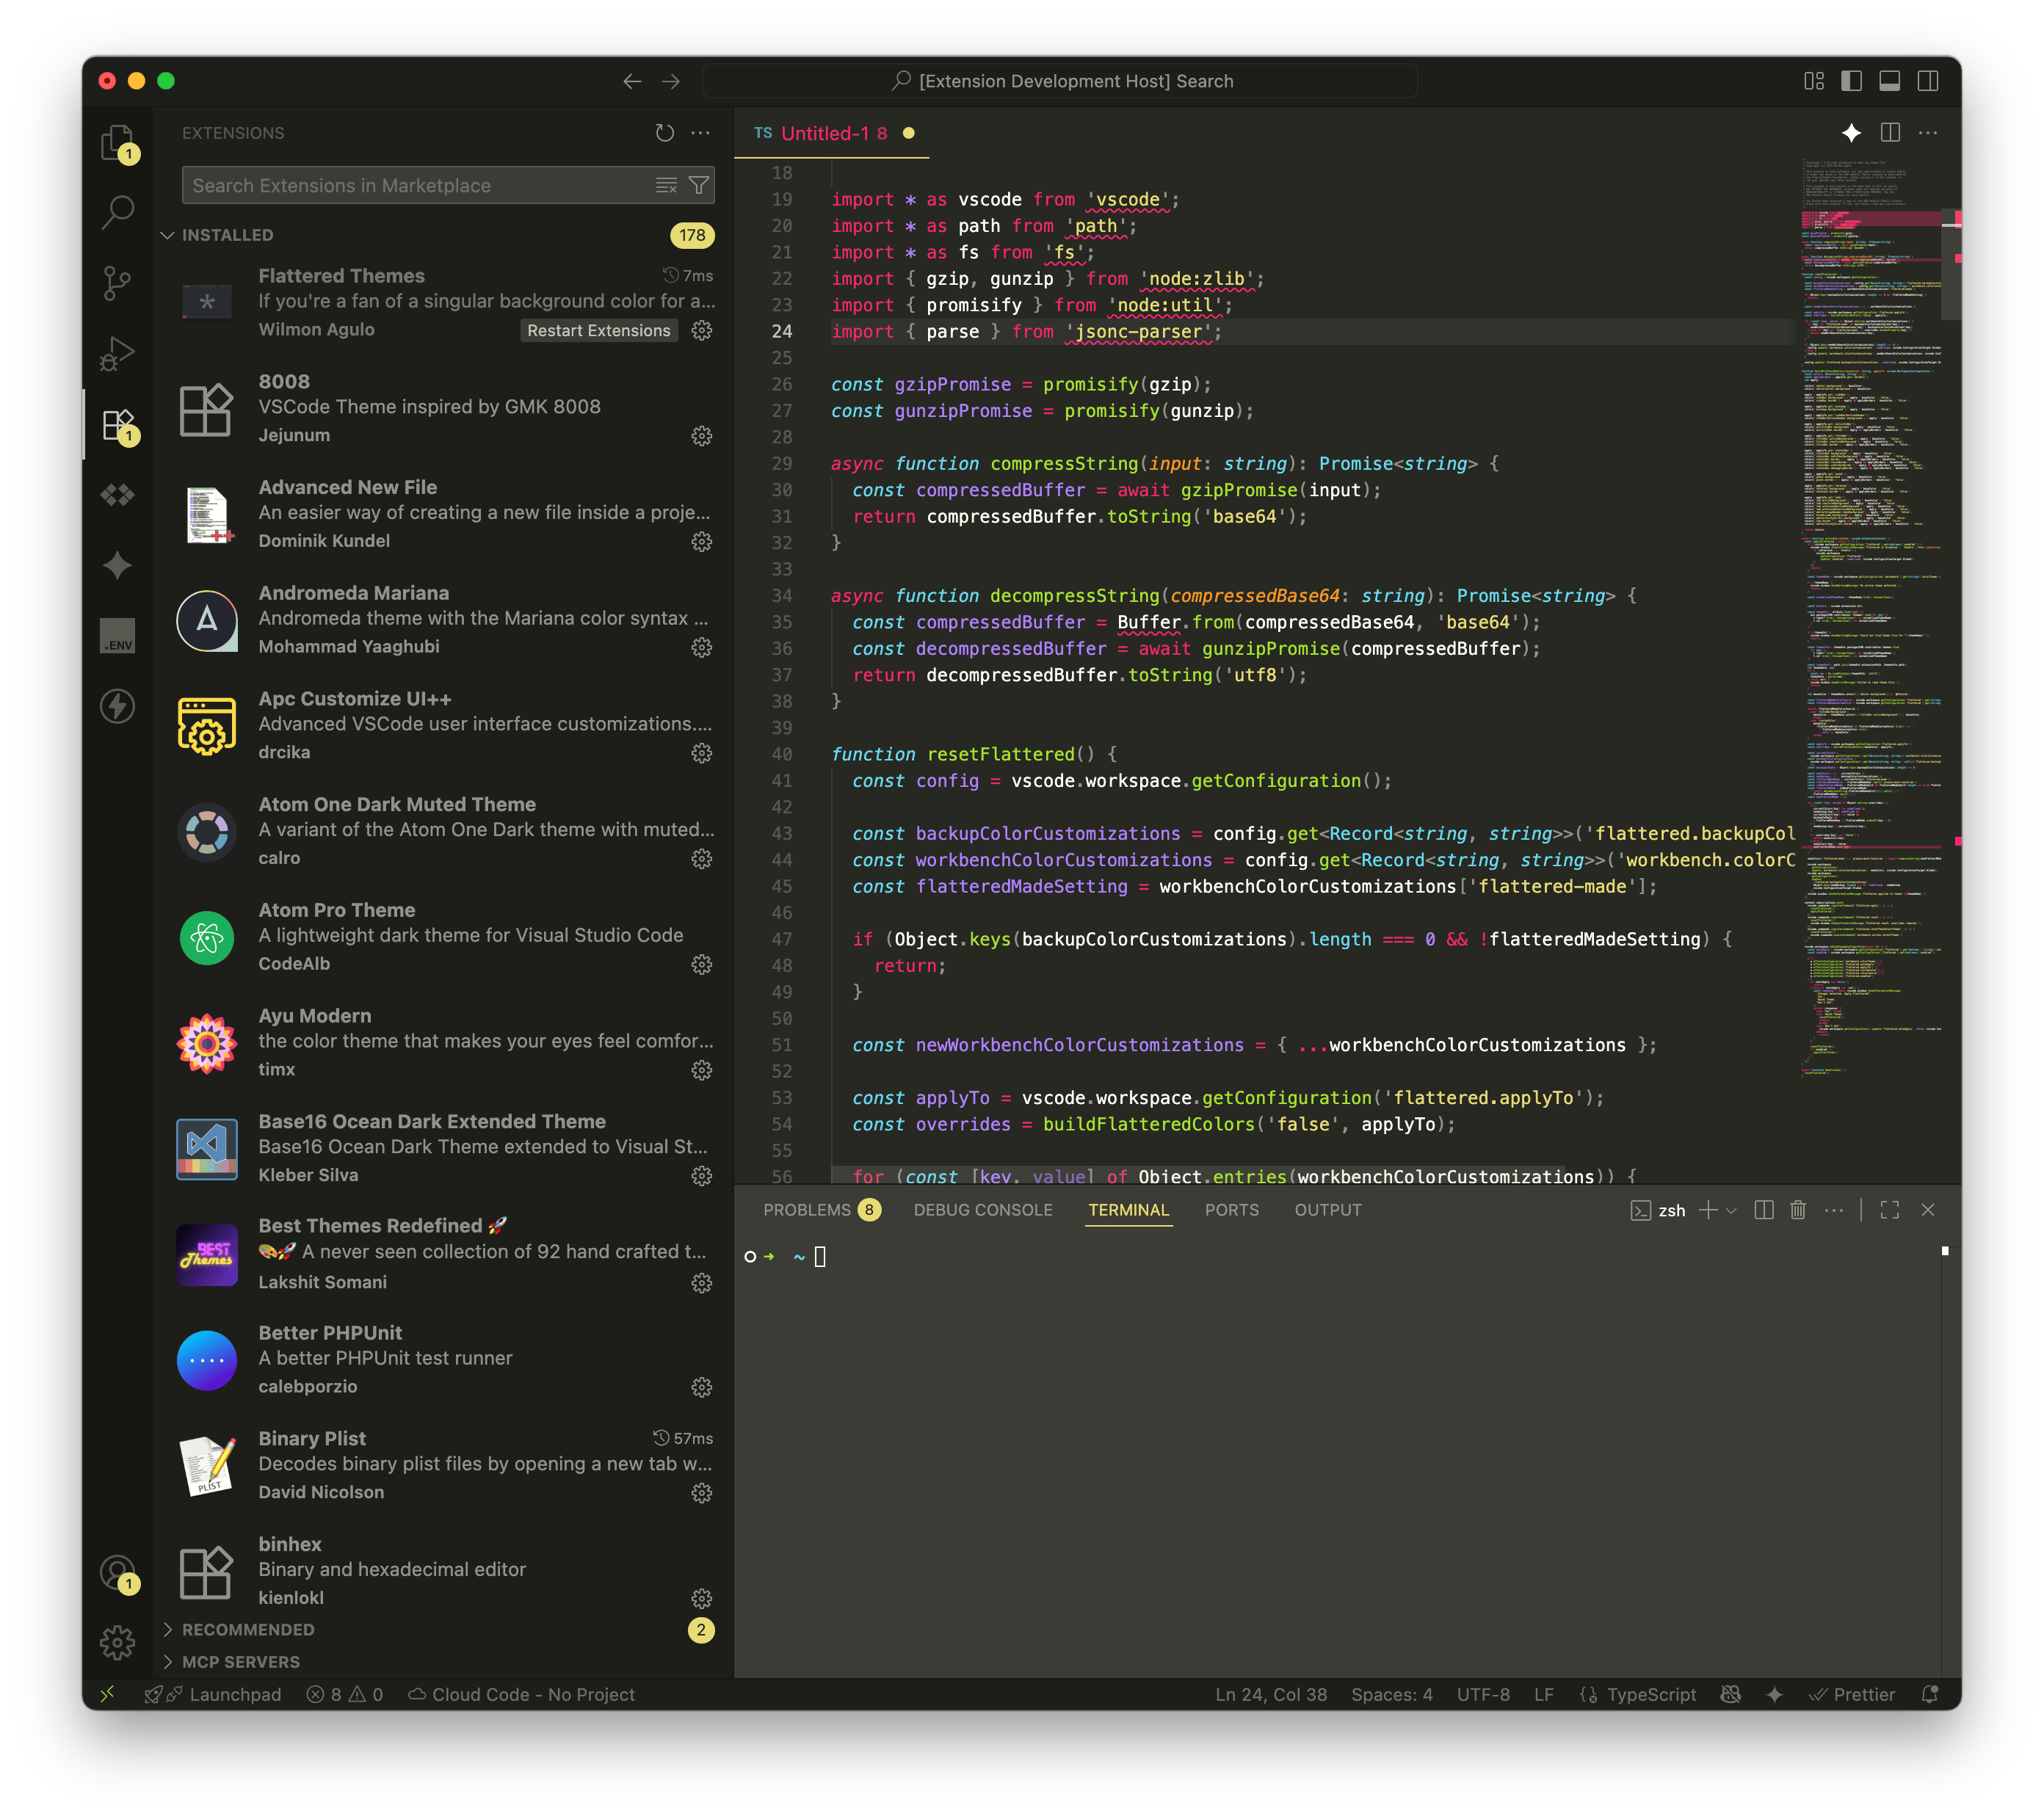 [Extension Development Host] Search
EXTENSIONS
Search Extensions in Marketplace
INSTALLED 178
Flattered Themes 7ms
If you're a fan of a singular background color for a...
Wilmon Agulo Restart Extensions
8008
VSCode Theme inspired by GMK 8008
Jejunum
Advanced New File
An easier way of creating a new file inside a proje...
Dominik Kundel
Andromeda Mariana
Andromeda theme with the Mariana color syntax ...
Mohammad Yaaghubi
Apc Customize UI++
Advanced VSCode user interface customizations....
drcika
Atom One Dark Muted Theme
A variant of the Atom One Dark theme with muted...
calro
Atom Pro Theme
A lightweight dark theme for Visual Studio Code
CodeAlb
Ayu Modern
the color theme that makes your eyes feel comfor...
timx
Base16 Ocean Dark Extended Theme
Base16 Ocean Dark Theme extended to Visual St...
Kleber Silva
BEST
Themes
Best Themes Redefined 🚀
🎨🚀 A never seen collection of 92 hand crafted t...
Lakshit Somani
Better PHPUnit
A better PHPUnit test runner
calebporzio
PLIST
Binary Plist 57ms
Decodes binary plist files by opening a new tab w...
David Nicolson
binhex
Binary and hexadecimal editor
kienlokl
RECOMMENDED 2
MCP SERVERS
1
1
.ENV
1
TS Untitled-1 8
18
19 import * as vscode from 'vscode';
20 import * as path from 'path';
21 import * as fs from 'fs';
22 import { gzip, gunzip } from 'node:zlib';
23 import { promisify } from 'node:util';
24 import { parse } from 'jsonc-parser';
25
26 const gzipPromise = promisify(gzip);
27 const gunzipPromise = promisify(gunzip);
28
29 async function compressString(input: string): Promise<string> {
30 const compressedBuffer = await gzipPromise(input);
31 return compressedBuffer.toString('base64');
32 }
33
34 async function decompressString(compressedBase64: string): Promise<string> {
35 const compressedBuffer = Buffer.from(compressedBase64, 'base64');
36 const decompressedBuffer = await gunzipPromise(compressedBuffer);
37 return decompressedBuffer.toString('utf8');
38 }
39
40 function resetFlattered() {
41 const config = vscode.workspace.getConfiguration();
42
43 const backupColorCustomizations = config.get<Record<string, string>>('flattered.backupCol
44 const workbenchColorCustomizations = config.get<Record<string, string>>('workbench.colorC
45 const flatteredMadeSetting = workbenchColorCustomizations['flattered-made'];
46
47 if (Object.keys(backupColorCustomizations).length === 0 && !flatteredMadeSetting) {
48 return;
49 }
50
51 const newWorkbenchColorCustomizations = { ...workbenchColorCustomizations };
52
53 const applyTo = vscode.workspace.getConfiguration('flattered.applyTo');
54 const overrides = buildFlatteredColors('false', applyTo);
55
56 for (const [key, value] of Object.entries(workbenchColorCustomizations)) {
PROBLEMS 8 DEBUG CONSOLE TERMINAL PORTS OUTPUT zsh
➜ ~
Launchpad 8 0 Cloud Code - No Project Ln 24, Col 38 Spaces: 4 UTF-8 LF TypeScript Prettier